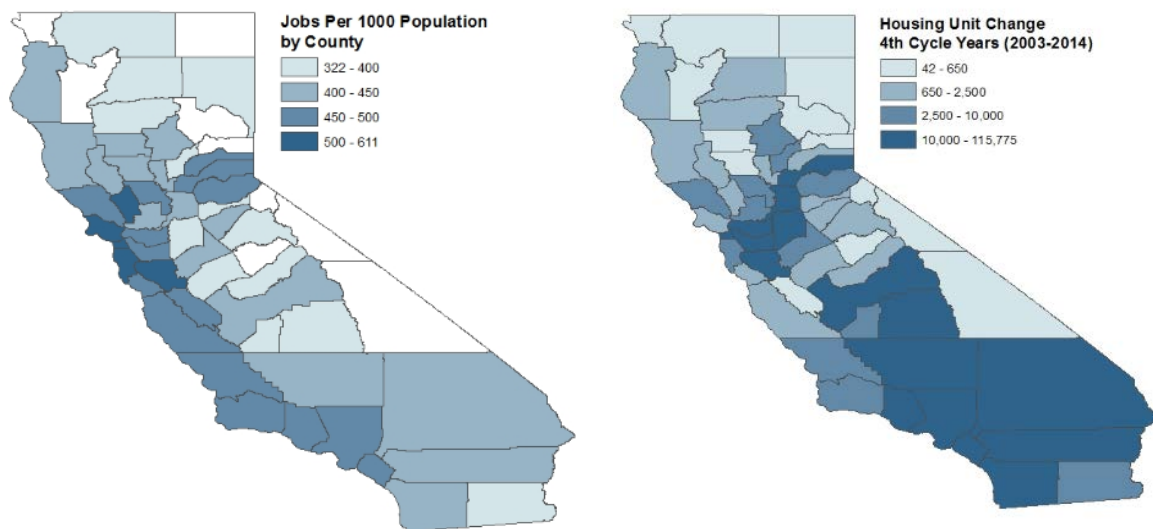 Jobs Per 1000 Population
by County
322 - 400
400 - 450
450 - 500
500 - 611
Housing Unit Change
4th Cycle Years (2003-2014)
42 - 650
650 - 2,500
2,500 - 10,000
10,000 - 115,775